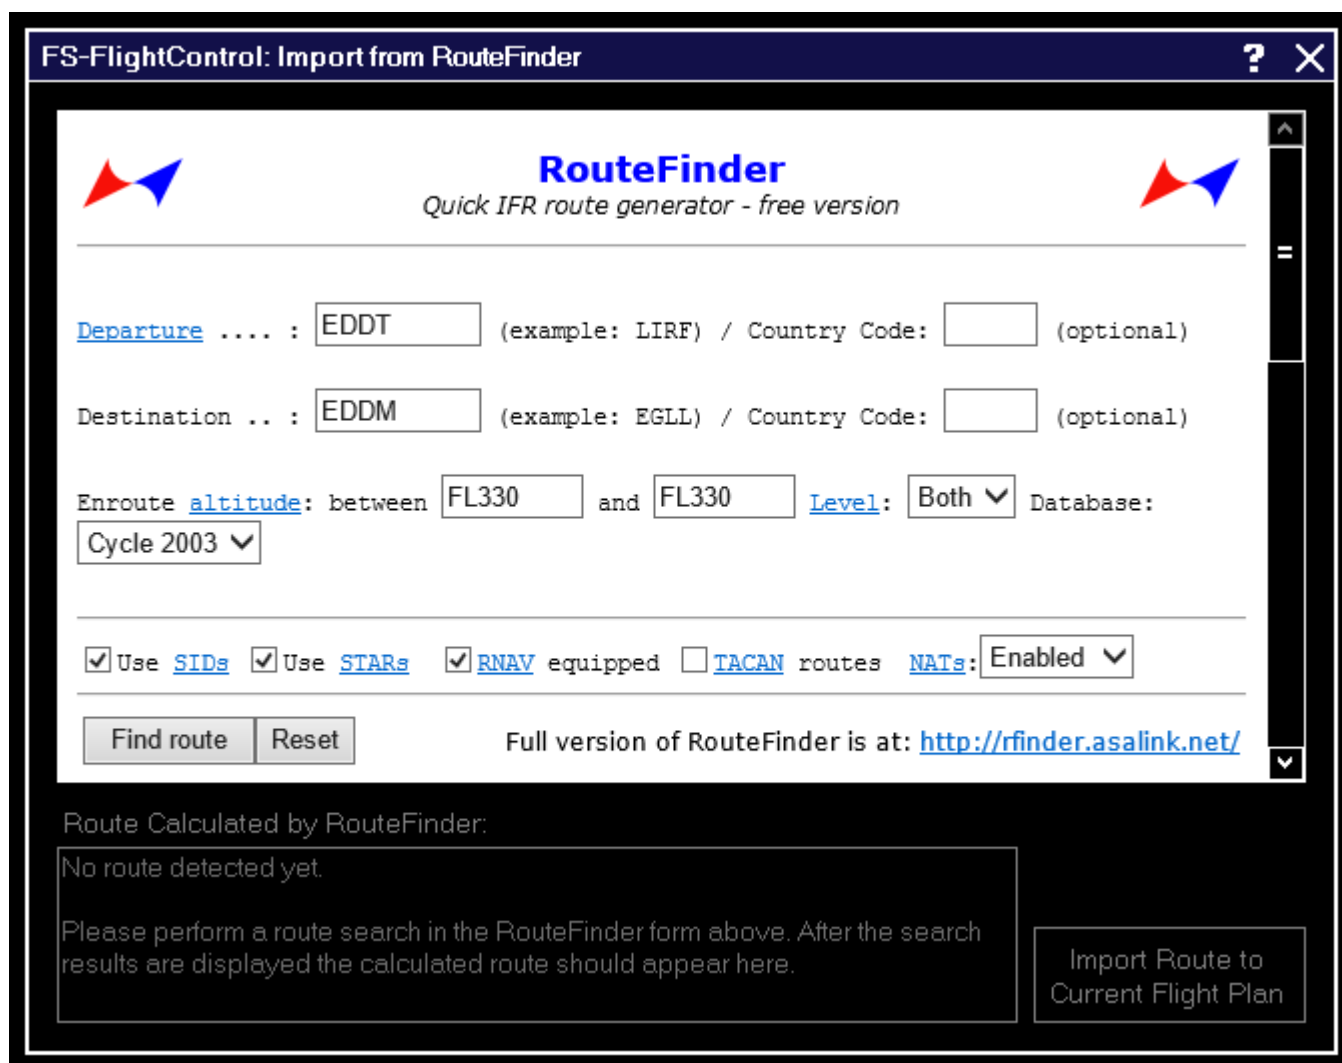 FS-FlightControl: Import from RouteFinder ?
RouteFinder
Quick IFR route generator - free version
Departure .... : EDDT (example: LIRF) / Country Code: (optional)
Destination .. : EDDM (example: EGLL) / Country Code: (optional)
Enroute altitude: between FL330 and FL330 Level: Both Database:
Cycle 2003
Use SIDs Use STARs RNAV equipped TACAN routes NATs: Enabled
Find route Reset Full version of RouteFinder is at: http://rfinder.asalink.net/
Route Calculated by RouteFinder:
No route detected yet.
Please perform a route search in the RouteFinder form above. After the search
results are displayed the calculated route should appear here.
Import Route to
Current Flight Plan